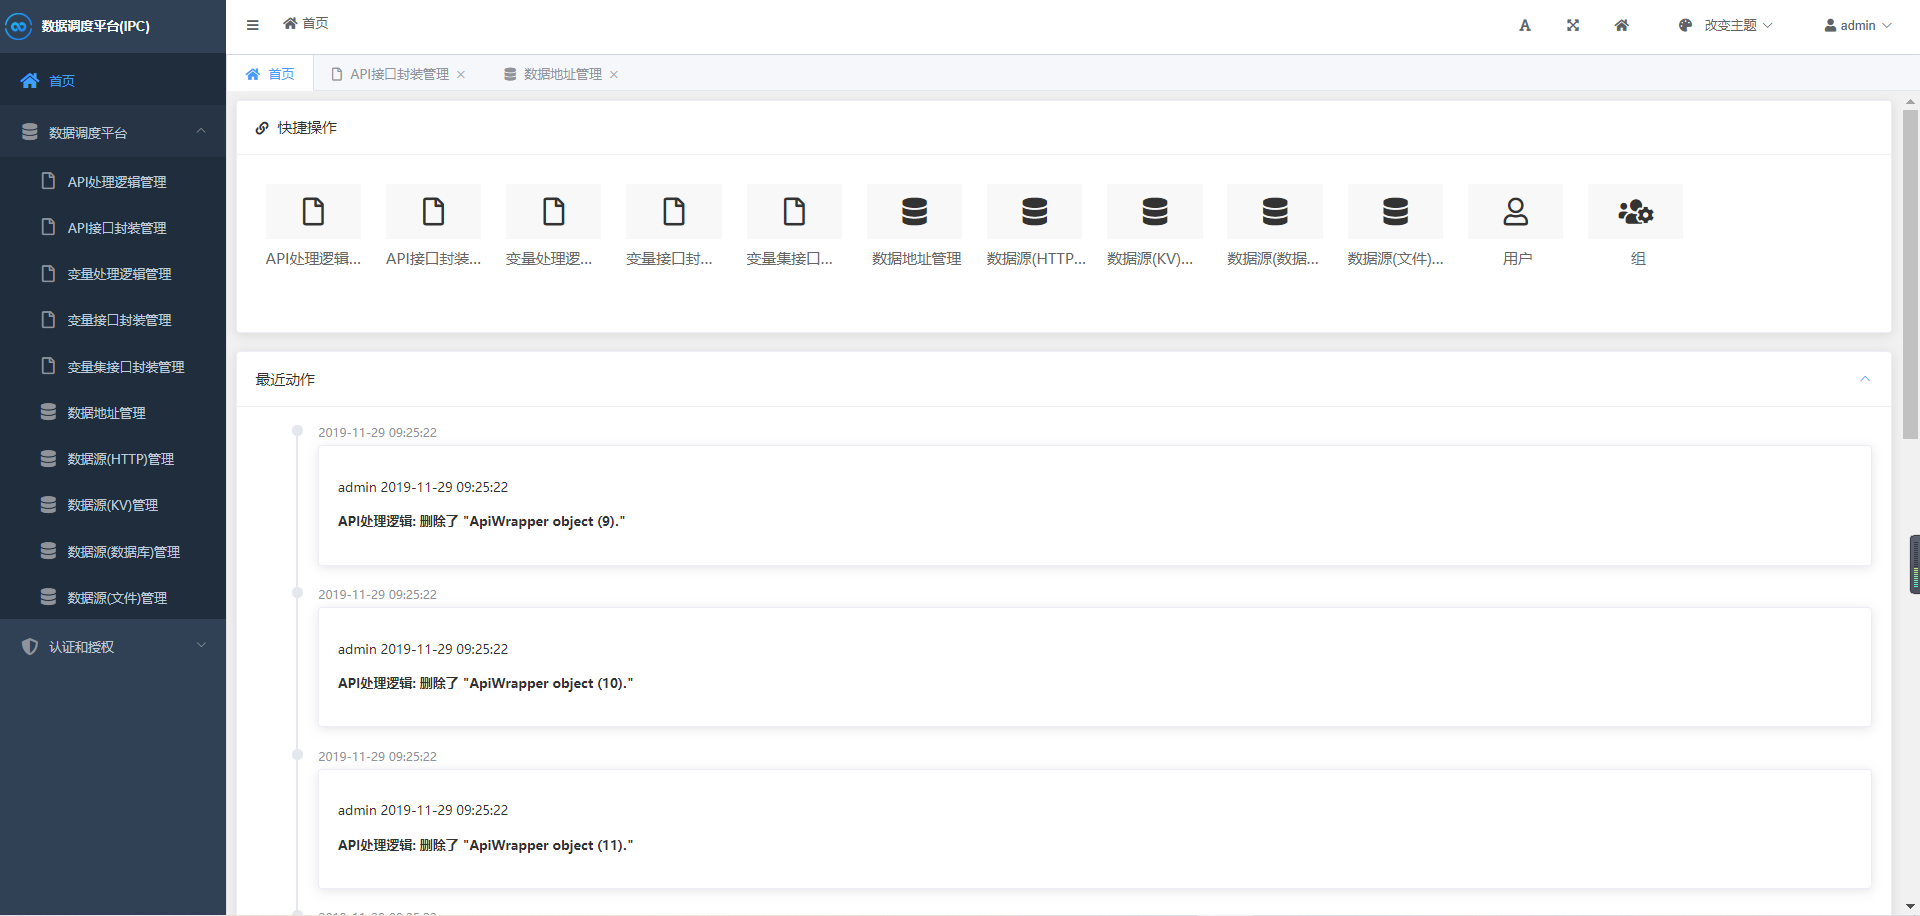 数据调度平台(IPC)
首页
数据调度平台
API处理逻辑管理
API接口封装管理
变量处理逻辑管理
变量接口封装管理
变量集接口封装管理
数据地址管理
数据源(HTTP)管理
数据源(KV)管理
数据源(数据库)管理
数据源(文件)管理
认证和授权
首页
A
改变主题
admin
首页
API接口封装管理
数据地址管理
快捷操作
API处理逻辑...
API接口封装...
变量处理逻...
变量接口封...
变量集接口...
数据地址管理
数据源(HTTP...
数据源(KV)...
数据源(数据...
数据源(文件)...
用户
组
最近动作
2019-11-29 09:25:22
admin 2019-11-29 09:25:22
API处理逻辑: 删除了 "ApiWrapper object (9)."
2019-11-29 09:25:22
admin 2019-11-29 09:25:22
API处理逻辑: 删除了 "ApiWrapper object (10)."
2019-11-29 09:25:22
admin 2019-11-29 09:25:22
API处理逻辑: 删除了 "ApiWrapper object (11)."